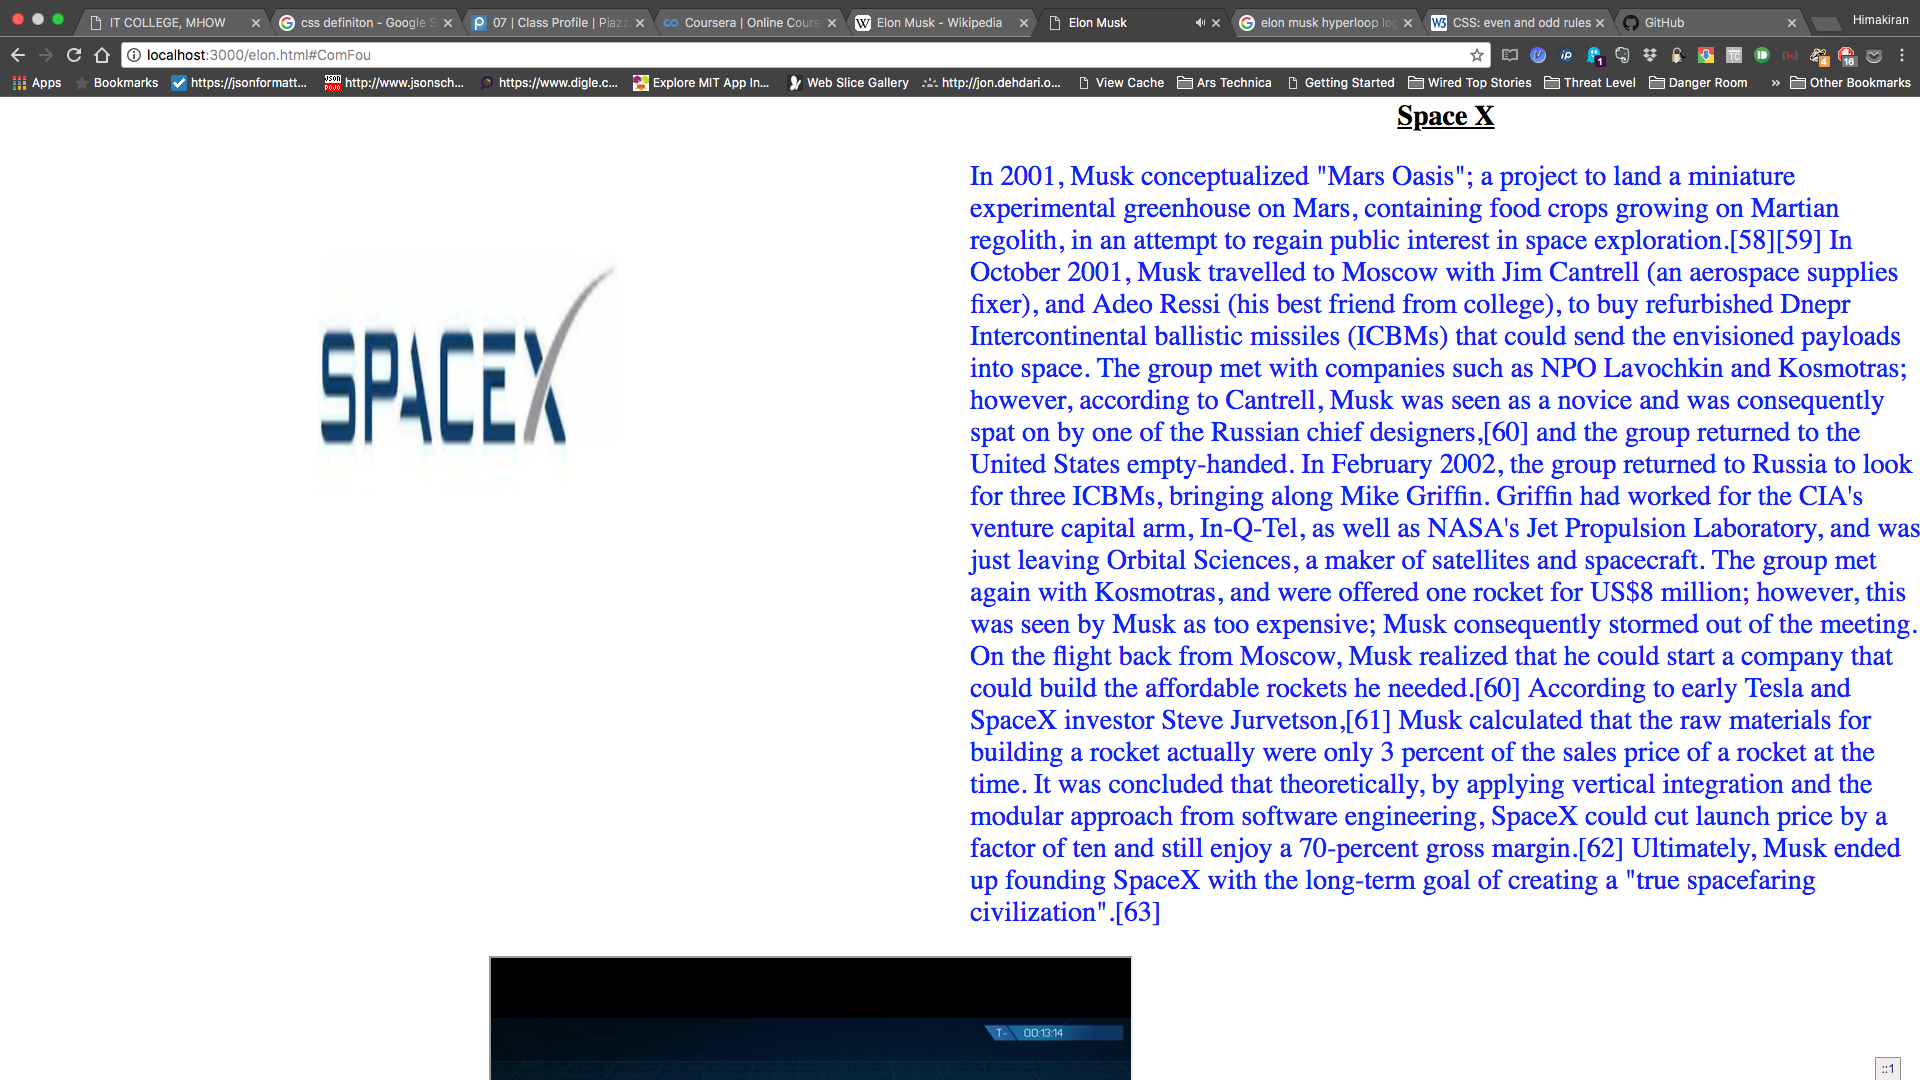 IT COLLEGE, MHOW
css definiton - Google S
07 | Class Profile | Piazz
Coursera | Online Cours
Elon Musk - Wikipedia
Elon Musk
elon musk hyperloop log
CSS: even and odd rules
GitHub
Himakiran
localhost:3000/elon.html#ComFou
Apps
Bookmarks
https://jsonformatt...
http://www.jsonsch...
https://www.digle.c...
Explore MIT App In...
Web Slice Gallery
http://jon.dehdari.o...
View Cache
Ars Technica
Getting Started
Wired Top Stories
Threat Level
Danger Room
»
Other Bookmarks
Space X
SPACEX
In 2001, Musk conceptualized "Mars Oasis"; a project to land a miniature
experimental greenhouse on Mars, containing food crops growing on Martian
regolith, in an attempt to regain public interest in space exploration.[58][59] In
October 2001, Musk travelled to Moscow with Jim Cantrell (an aerospace supplies
fixer), and Adeo Ressi (his best friend from college), to buy refurbished Dnepr
Intercontinental ballistic missiles (ICBMs) that could send the envisioned payloads
into space. The group met with companies such as NPO Lavochkin and Kosmotras;
however, according to Cantrell, Musk was seen as a novice and was consequently
spat on by one of the Russian chief designers,[60] and the group returned to the
United States empty-handed. In February 2002, the group returned to Russia to look
for three ICBMs, bringing along Mike Griffin. Griffin had worked for the CIA's
venture capital arm, In-Q-Tel, as well as NASA's Jet Propulsion Laboratory, and was
just leaving Orbital Sciences, a maker of satellites and spacecraft. The group met
again with Kosmotras, and were offered one rocket for US$8 million; however, this
was seen by Musk as too expensive; Musk consequently stormed out of the meeting.
On the flight back from Moscow, Musk realized that he could start a company that
could build the affordable rockets he needed.[60] According to early Tesla and
SpaceX investor Steve Jurvetson,[61] Musk calculated that the raw materials for
building a rocket actually were only 3 percent of the sales price of a rocket at the
time. It was concluded that theoretically, by applying vertical integration and the
modular approach from software engineering, SpaceX could cut launch price by a
factor of ten and still enjoy a 70-percent gross margin.[62] Ultimately, Musk ended
up founding SpaceX with the long-term goal of creating a "true spacefaring
civilization".[63]
T- 00:13:14
::1